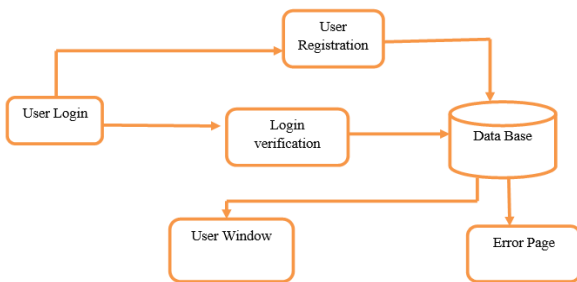 User
Registration
User Login
Login
verification
Data Base
User Window
Error Page